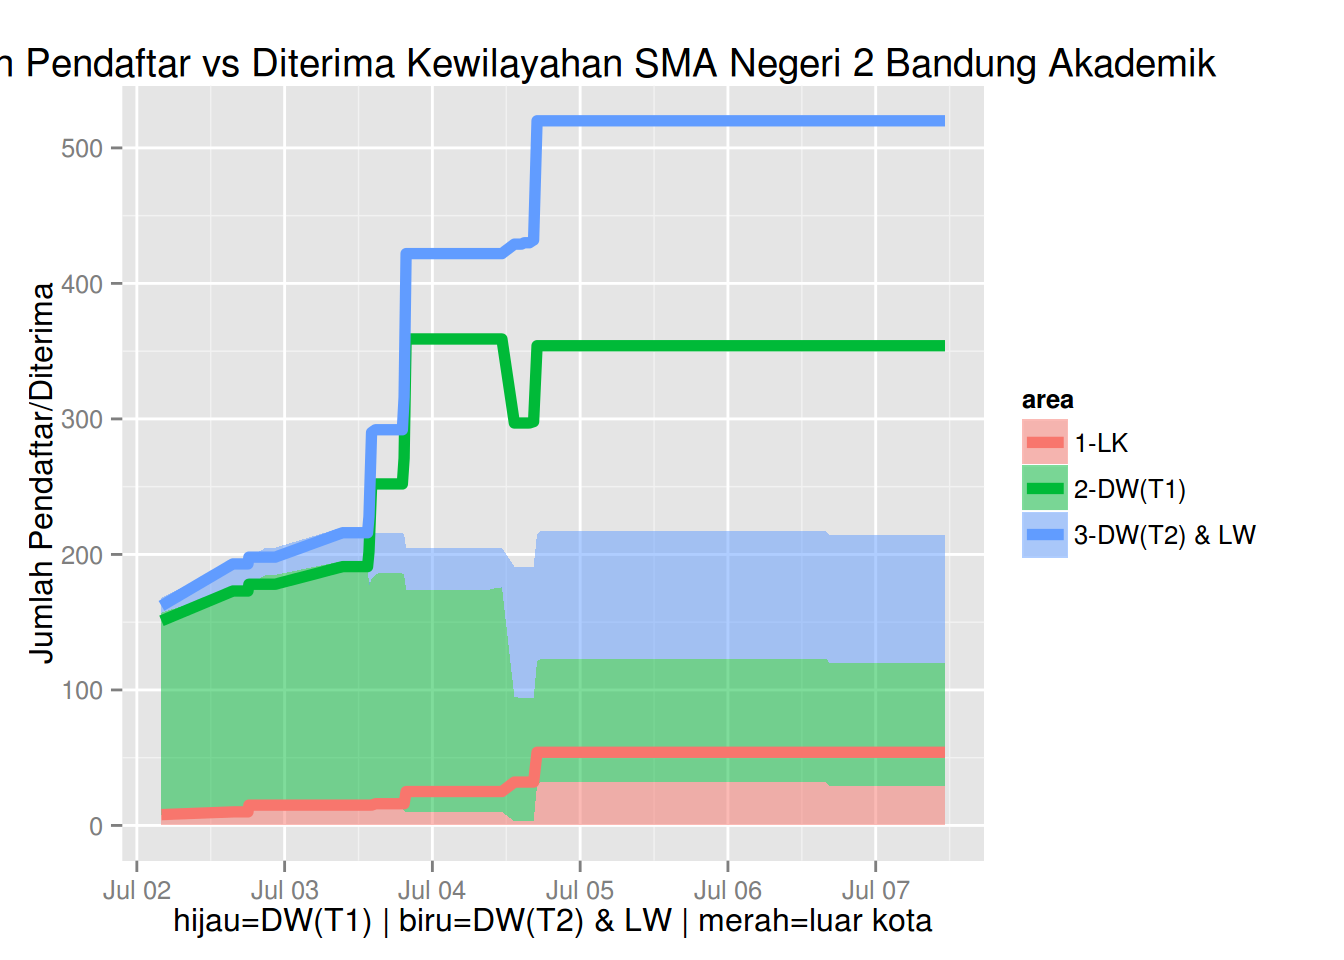 Pendaftar vs Diterima Kewilayahan SMA Negeri 2 Bandung Akademik
Jumlah Pendaftar/Diterima
500
400
300
200
100
0
Jul 02 Jul 03 Jul 04 Jul 05 Jul 06 Jul 07
hijau=DW(T1) | biru=DW(T2) & LW | merah=luar kota
area
1-LK
2-DW(T1)
3-DW(T2) & LW